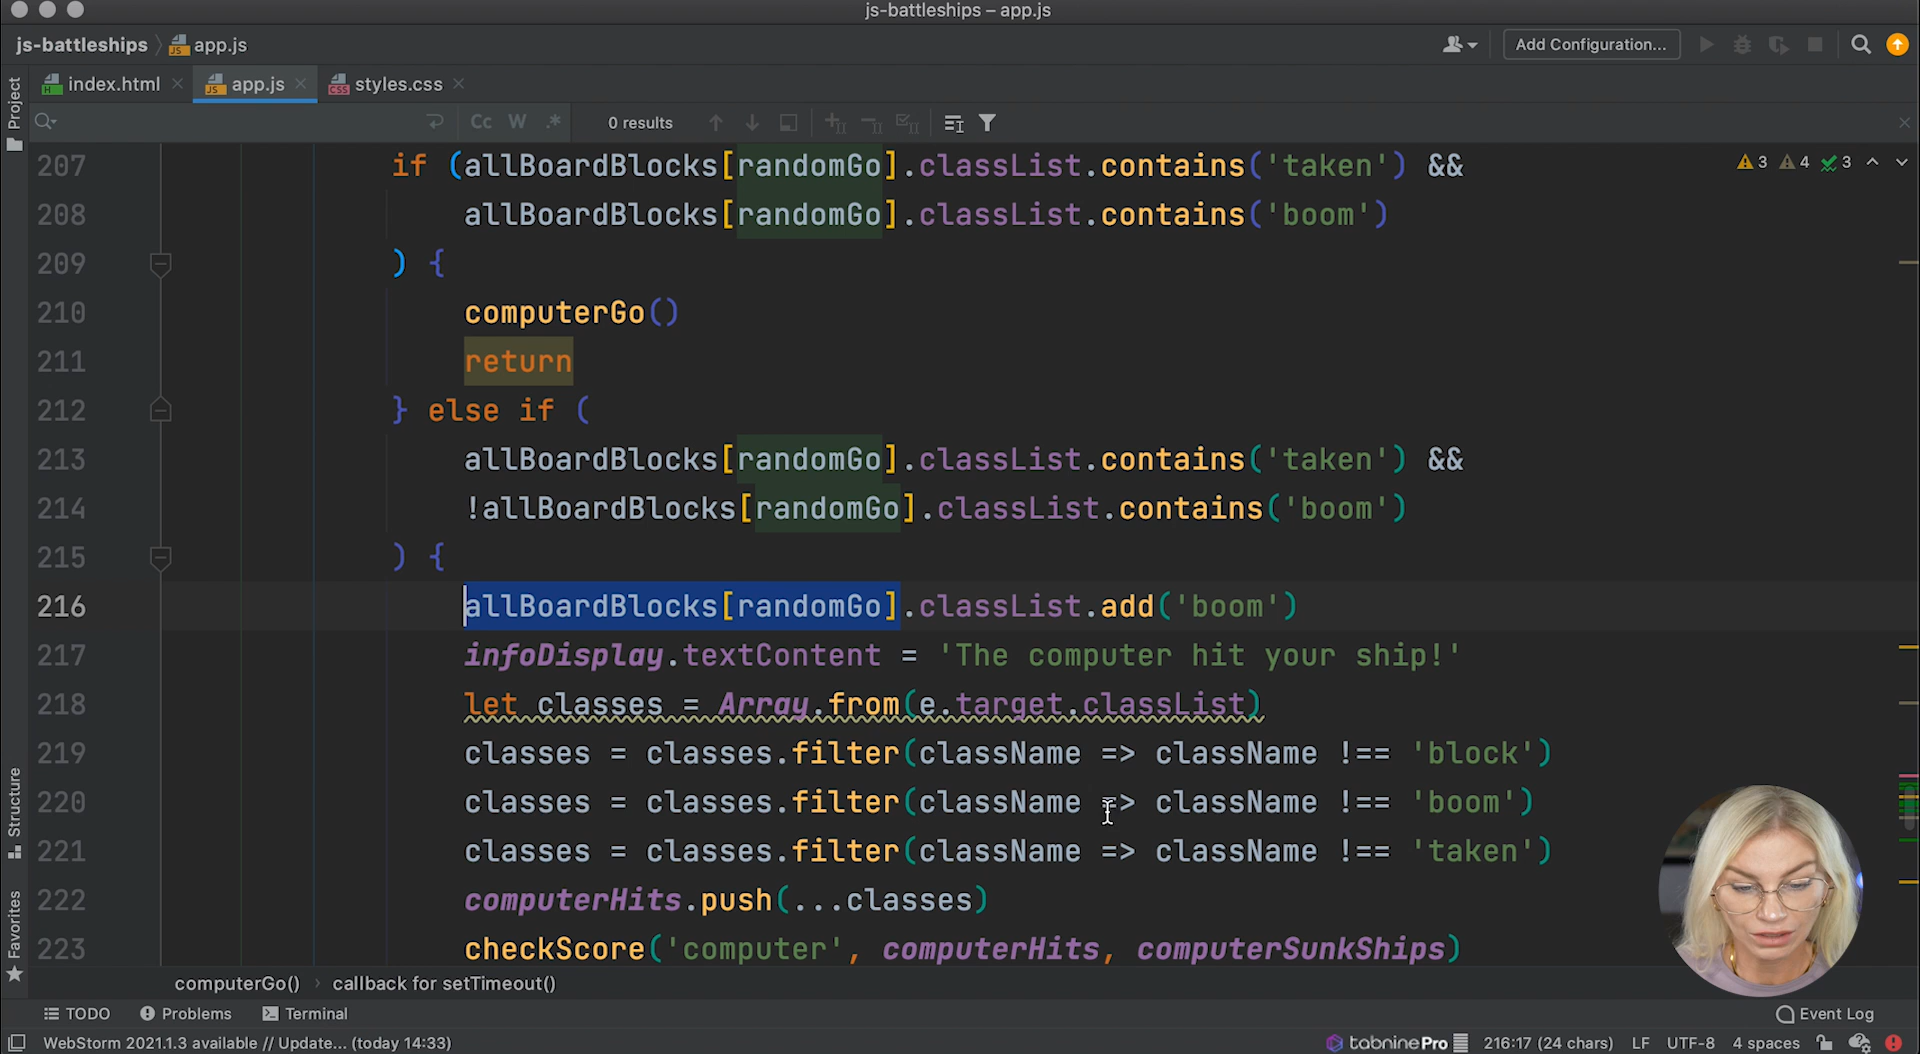 js-battleships – app.js
js-battleships app.js
Add Configuration...
index.html app.js styles.css
Cc W .* 0 results
Project
207 if (allBoardBlocks[randomGo].classList.contains('taken') &&
3 4 3
208 allBoardBlocks[randomGo].classList.contains('boom')
209 ) {
210 computerGo()
211 return
212 } else if (
213 allBoardBlocks[randomGo].classList.contains('taken') &&
214 !allBoardBlocks[randomGo].classList.contains('boom')
215 ) {
216 allBoardBlocks[randomGo].classList.add('boom')
217 infoDisplay.textContent = 'The computer hit your ship!'
218 let classes = Array.from(e.target.classList)
219 classes = classes.filter(className => className !== 'block')
220 classes = classes.filter(className => className !== 'boom')
221 classes = classes.filter(className => className !== 'taken')
222 computerHits.push(...classes)
223 checkScore('computer', computerHits, computerSunkShips)
Structure
Favorites
computerGo() callback for setTimeout()
TODO Problems Terminal Event Log
WebStorm 2021.1.3 available // Update... (today 14:33) tabnine Pro 216:17 (24 chars) LF UTF-8 4 spaces